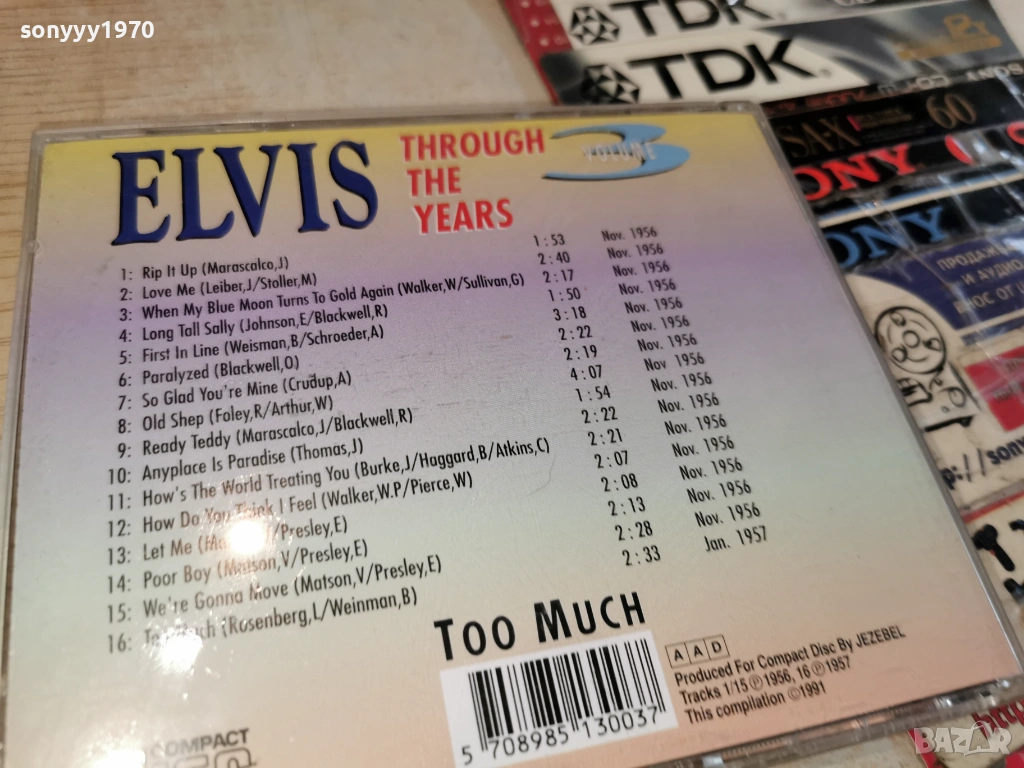 sonyyy1970
TDK
TDK
SA-X
60
SONY
SONY
ПРОДАЖ
И АУДИО
ELVIS
THROUGH
THE
YEARS
VOLUME
3
1: Rip It Up (Marascalco,J) 1:53 Nov. 1956
2: Love Me (Leiber,J/Stoller,M) 2:40 Nov. 1956
3: When My Blue Moon Turns To Gold Again (Walker,W/Sullivan,G) 2:17 Nov. 1956
4: Long Tall Sally (Johnson,E/Blackwell,R) 1:50 Nov. 1956
5: First In Line (Weisman,B/Schroeder,A) 3:18 Nov. 1956
6: Paralyzed (Blackwell,O) 2:22 Nov. 1956
7: So Glad You're Mine (Crudup,A) 2:19 Nov 1956
8: Old Shep (Foley,R/Arthur,W) 4:07 Nov. 1956
9: Ready Teddy (Marascalco,J/Blackwell,R) 1:54 Nov. 1956
10: Anyplace Is Paradise (Thomas,J) 2:22 Nov. 1956
11: How's The World Treating You (Burke,J/Haggard,B/Atkins,C) 2:21 Nov. 1956
12: How Do You Think I Feel (Walker,W.P/Pierce,W) 2:07 Nov. 1956
13: Let Me (Presley,E) 2:08 Nov. 1956
14: Poor Boy (Matson,V/Presley,E) 2:13 Nov. 1956
15: We're Gonna Move (Matson,V/Presley,E) 2:28 Nov. 1956
16: Too Much (Rosenberg,L/Weinman,B) 2:33 Jan. 1957
TOO MUCH
5 708985 130037
AAD
Produced For Compact Disc By JEZEBEL
Tracks 1/15 ℗1956, 16 ℗1957
This compilation ©1991
COMPACT
BAZAR